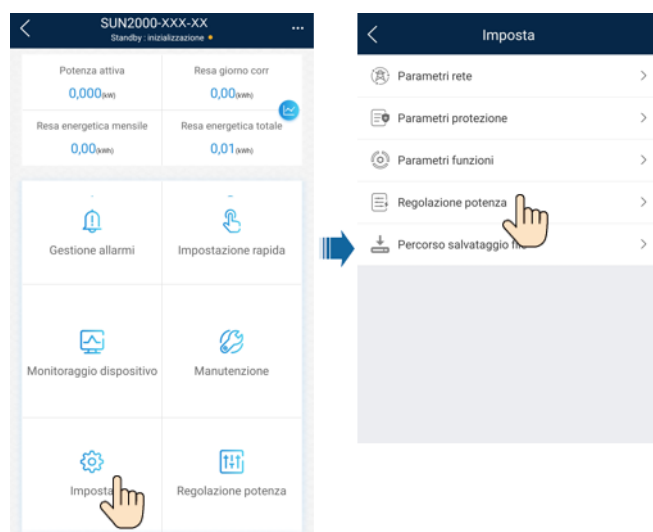 SUN2000-XXX-XX
Standby : inizializzazione
Potenza attiva
Resa giorno corr
0,000(kW)
0,00(kWh)
Resa energetica mensile
Resa energetica totale
0,00(kWh)
0,01(kWh)
Gestione allarmi
Impostazione rapida
Monitoraggio dispositivo
Manutenzione
Imposta
Regolazione potenza
Imposta
Parametri rete
Parametri protezione
Parametri funzioni
Regolazione potenza
Percorso salvataggio